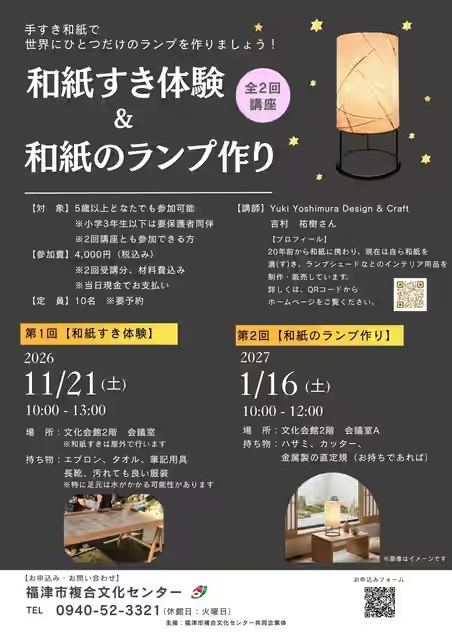 手すき和紙で
世界にひとつだけのランプを作りましょう！
和紙すき体験
&
和紙のランプ作り
全2回
講座
【対　象】5歳以上どなたでも参加可能
※小学3年生以下は要保護者同伴
※2回講座とも参加できる方
【参加費】4,000円（税込み）
※2回受講分、材料費込み
※当日現金でお支払い
【定　員】10名　※要予約
【講師】Yuki Yoshimura Design & Craft
吉村　祐樹さん
【プロフィール】
20年前から和紙に携わり、現在は自ら和紙を
漉(す)き、ランプシェードなどのインテリア用品を
制作・販売しています。
詳しくは、QRコードから
ホームページをご覧ください。
第1回【和紙すき体験】
2026
11/21(土)
10:00 - 13:00
場　所：文化会館2階　会議室
※和紙すきは屋外で行います
持ち物：エプロン、タオル、筆記用具
長靴、汚れても良い服装
※特に足元は水がかかる可能性があります
第2回【和紙のランプ作り】
2027
1/16(土)
10:00 - 12:00
場　所：文化会館2階　会議室A
持ち物：ハサミ、カッター、
金属製の直定規（お持ちであれば）
※画像はイメージです
【お申込み・お問い合わせ】
福津市複合文化センター
TEL　0940-52-3321(休館日：火曜日)
主催：福津市複合文化センター共同企業体
お申込みフォーム